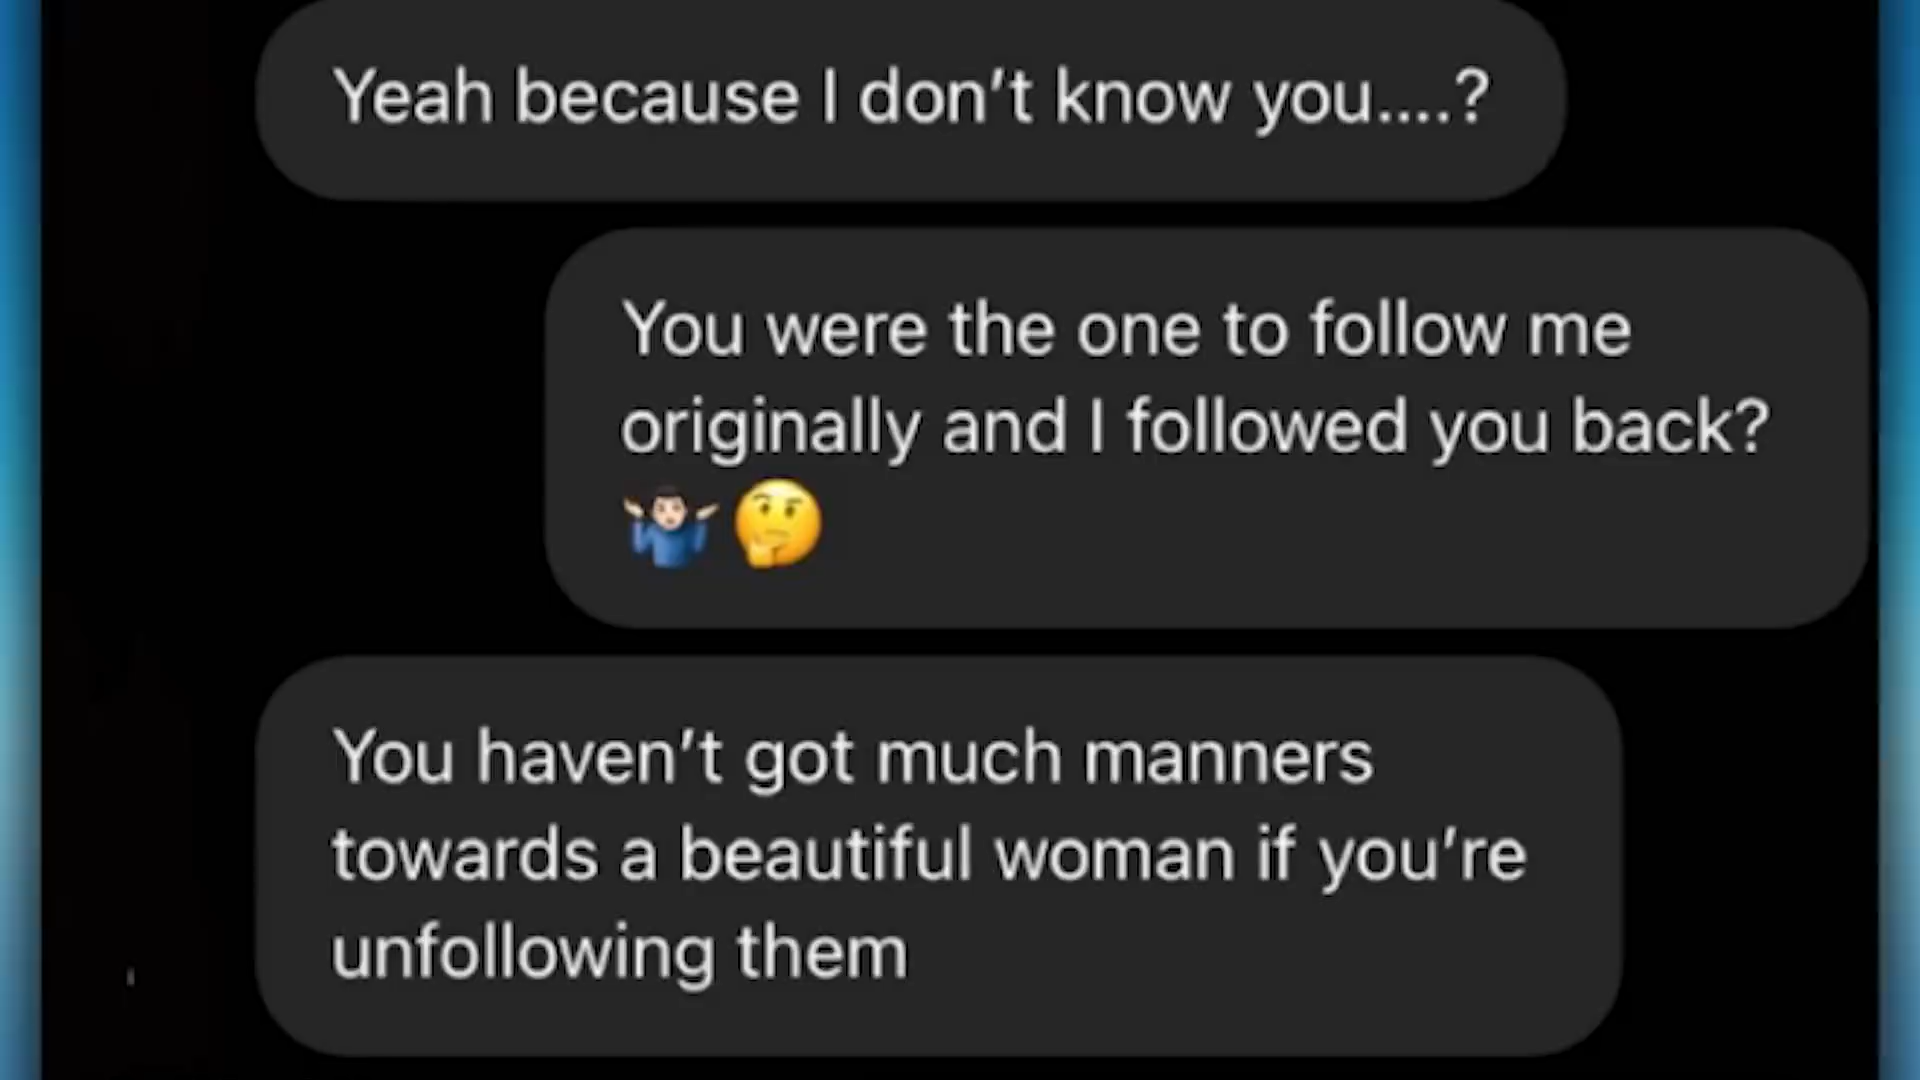 Yeah because I don't know you....?
You were the one to follow me
originally and I followed you back?
🤷🏻‍♂️🤔
You haven't got much manners
towards a beautiful woman if you're
unfollowing them